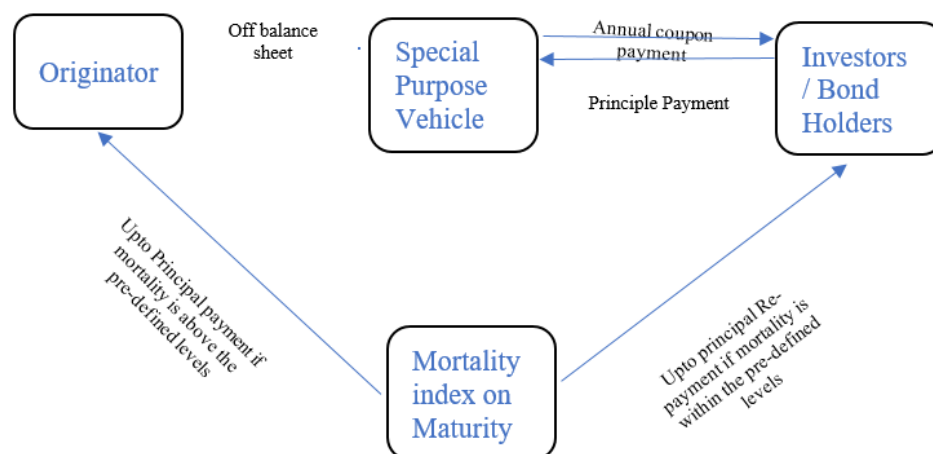 Originator
Off balance
sheet
Special
Purpose
Vehicle
Annual coupon
payment
Principle Payment
Investors
/ Bond
Holders
Upto Principal payment if
mortality is above the
pre-defined levels
Mortality
index on
Maturity
Upto principal Re-
payment if mortality is
within the pre-defined
levels